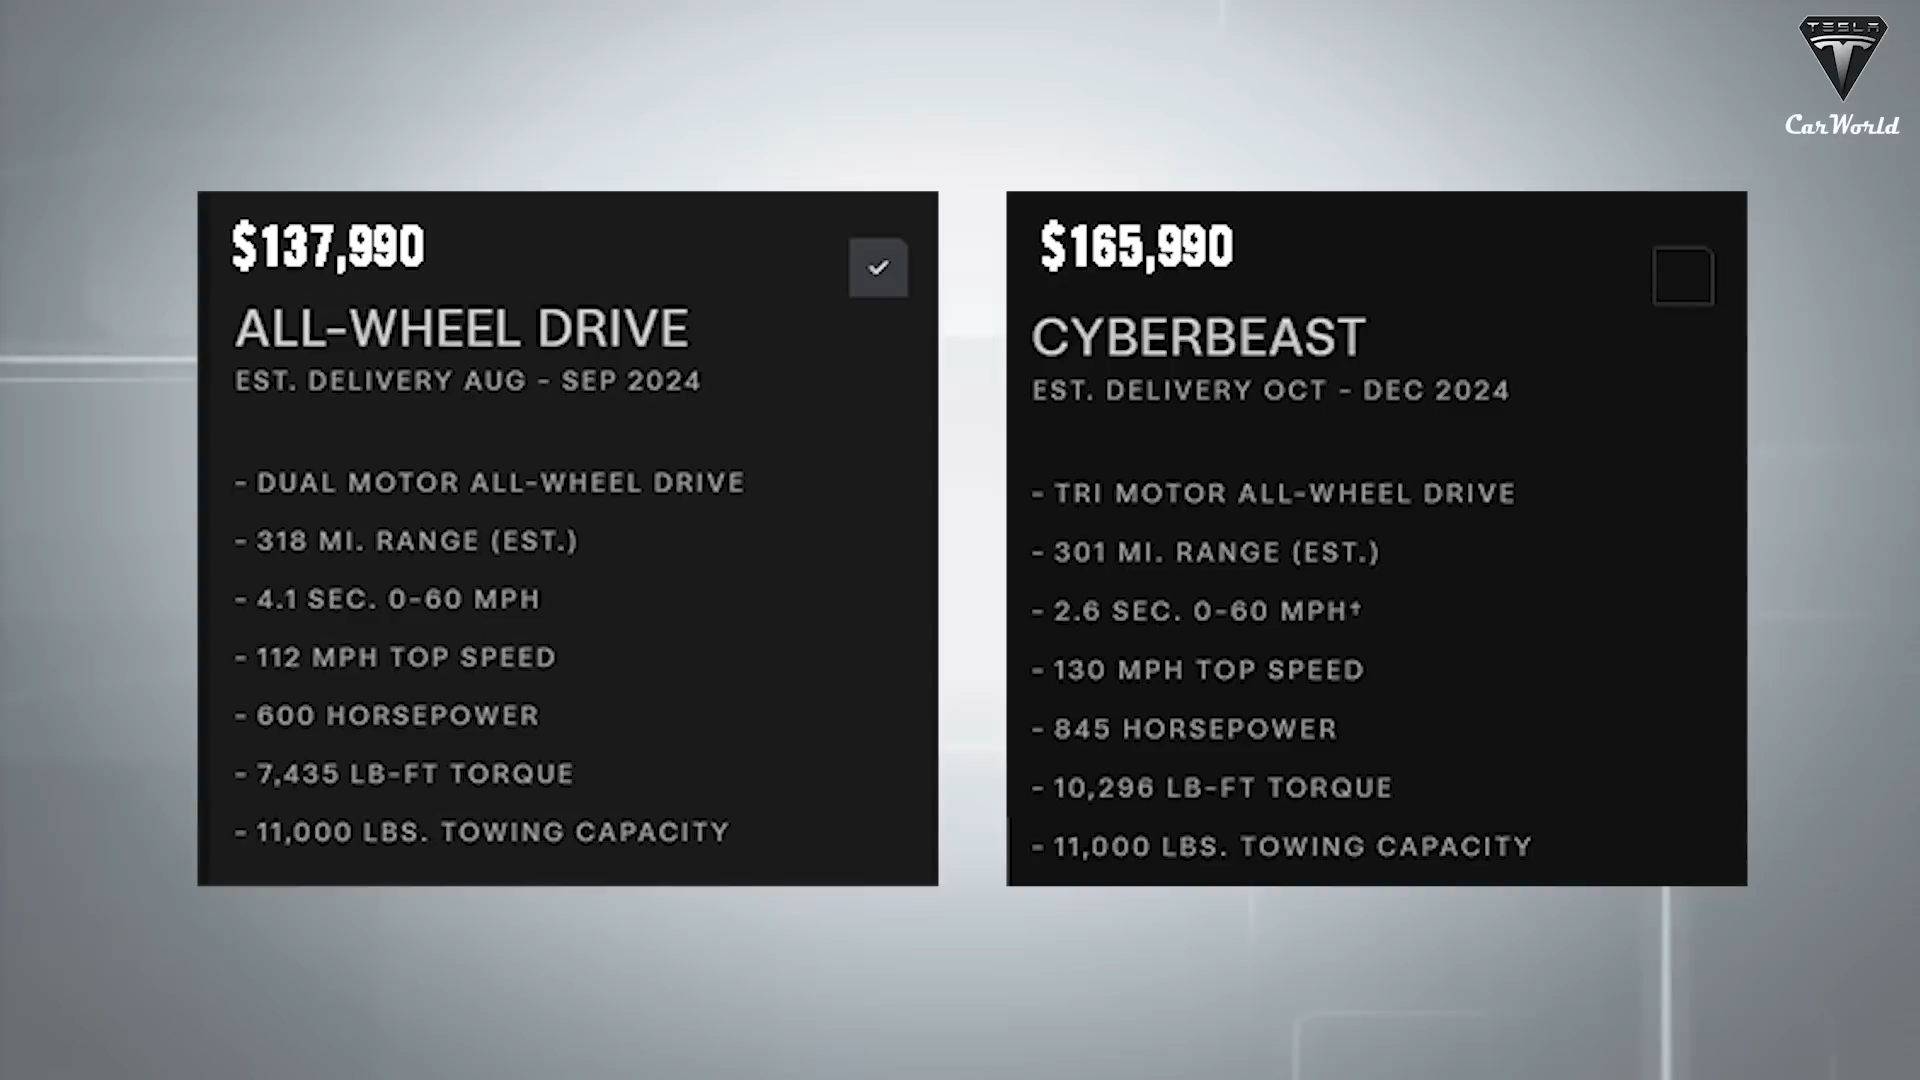 TESLA
CarWorld
$137,990
ALL-WHEEL DRIVE
EST. DELIVERY AUG - SEP 2024
- DUAL MOTOR ALL-WHEEL DRIVE
- 318 MI. RANGE (EST.)
- 4.1 SEC. 0-60 MPH
- 112 MPH TOP SPEED
- 600 HORSEPOWER
- 7,435 LB-FT TORQUE
- 11,000 LBS. TOWING CAPACITY
$165,990
CYBERBEAST
EST. DELIVERY OCT - DEC 2024
- TRI MOTOR ALL-WHEEL DRIVE
- 301 MI. RANGE (EST.)
- 2.6 SEC. 0-60 MPH†
- 130 MPH TOP SPEED
- 845 HORSEPOWER
- 10,296 LB-FT TORQUE
- 11,000 LBS. TOWING CAPACITY